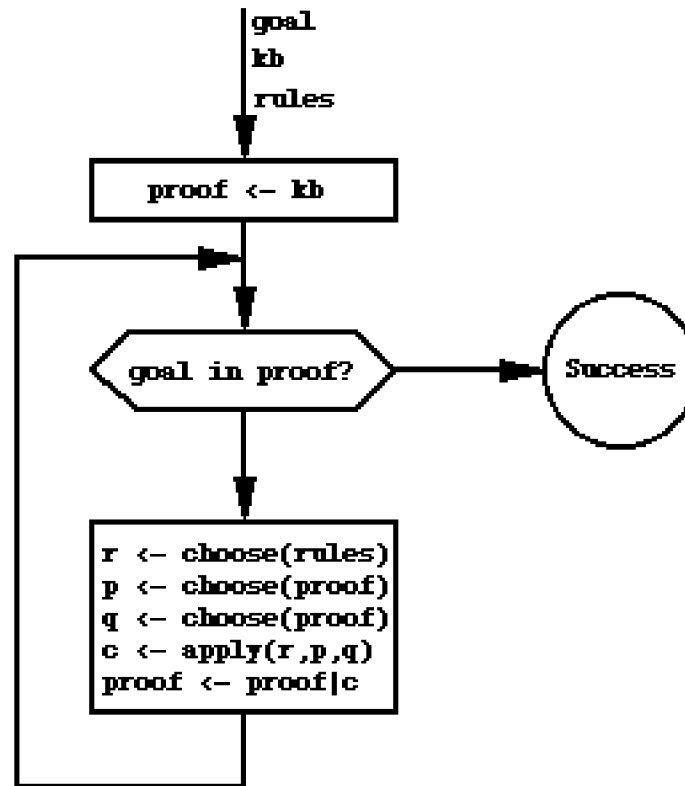 goal
kb
rules
proof <- kb
goal in proof?
Success
r <- choose(rules)
p <- choose(proof)
q <- choose(proof)
c <- apply(r,p,q)
proof <- proof|c